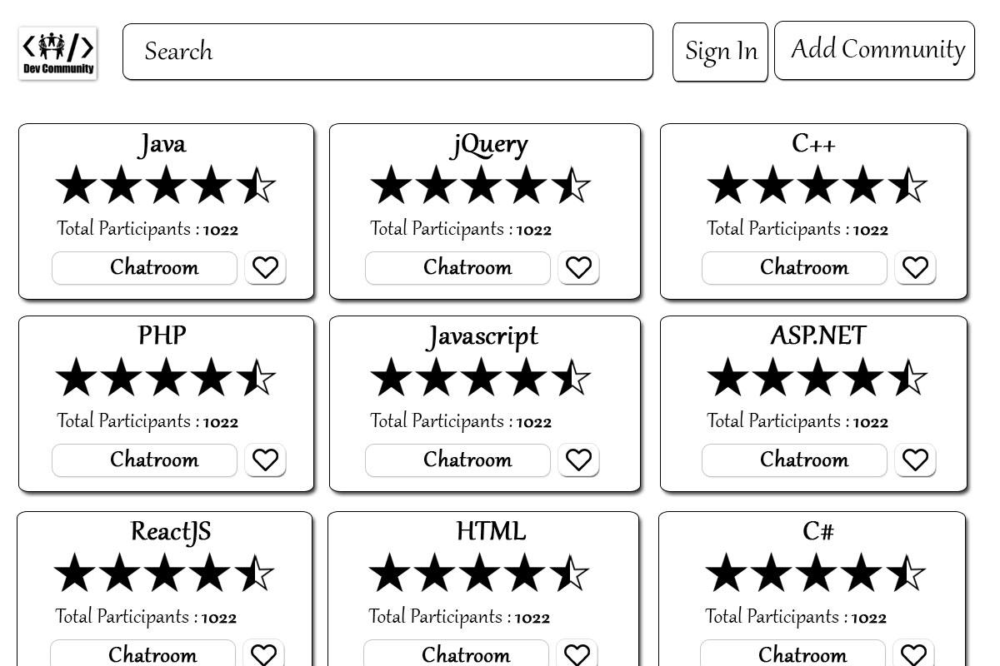 Dev Community
Search
Sign In
Add Community
Java
Total Participants : 1022
Chatroom
jQuery
Total Participants : 1022
Chatroom
C++
Total Participants : 1022
Chatroom
PHP
Total Participants : 1022
Chatroom
Javascript
Total Participants : 1022
Chatroom
ASP.NET
Total Participants : 1022
Chatroom
ReactJS
Total Participants : 1022
Chatroom
HTML
Total Participants : 1022
Chatroom
C#
Total Participants : 1022
Chatroom